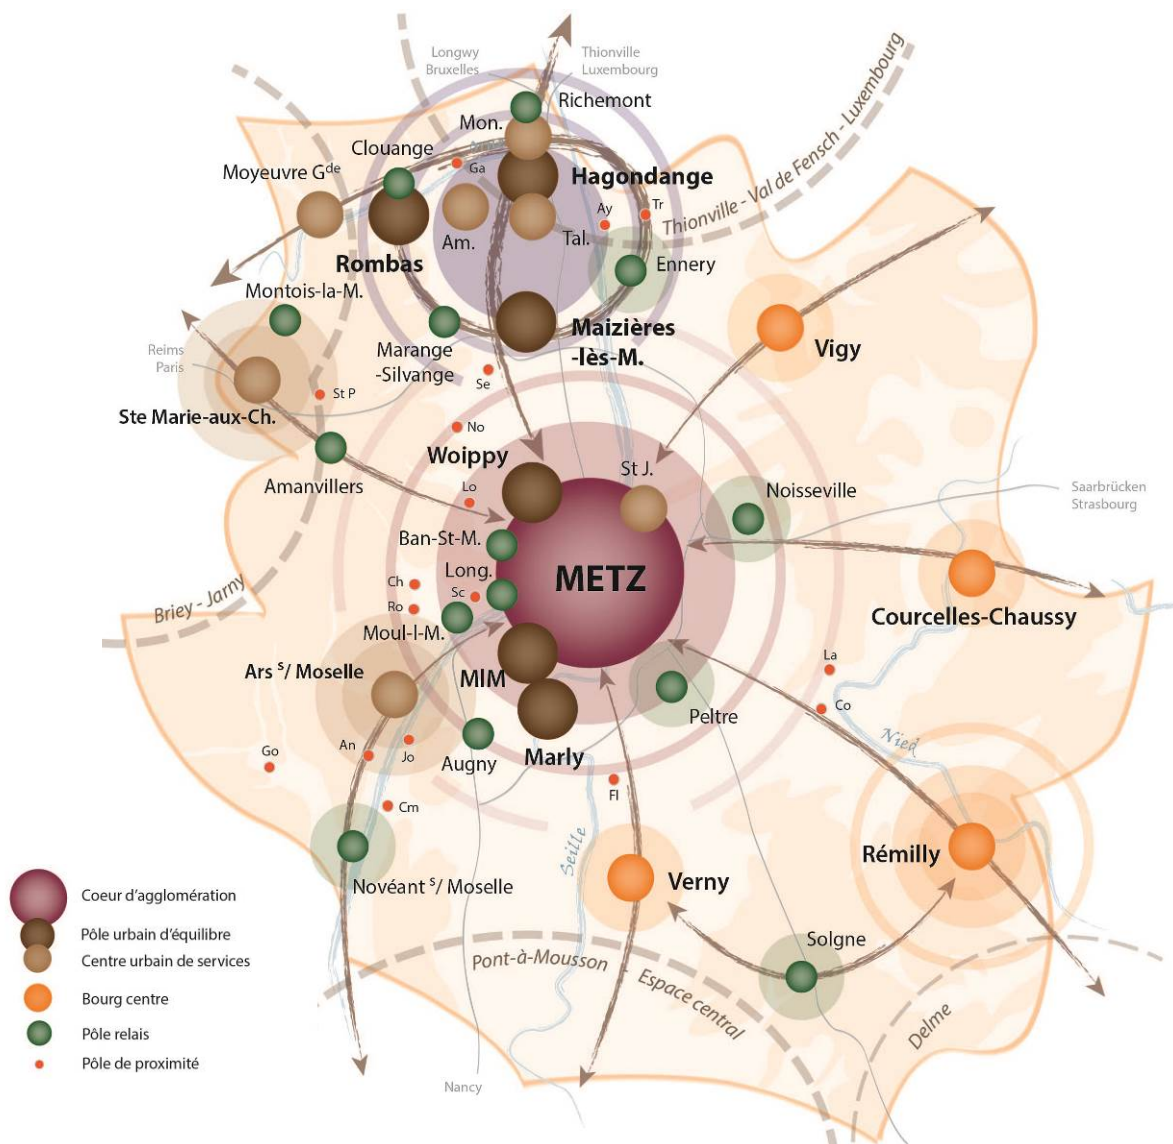 Longwy
Bruxelles
Thionville
Luxembourg
Richemont
Mon.
Clouange
Ga
Moyeuvre Gde
Hagondange
Ay
Tr
Thionville - Val de Fensch - Luxembourg
Am.
Tal.
Rombas
Ennery
Montois-la-M.
Maizières
-lès-M.
Vigy
Marange
-Silvange
Reims
Paris
Se
St P
Ste Marie-aux-Ch.
No
Woippy
St J.
Amanvillers
Lo
Noisseville
Saarbrücken
Strasbourg
Ban-St-M.
METZ
Long.
Ch
Sc
Ro
Briey - Jarny
Moul-l-M.
Courcelles-Chaussy
La
Ars s/ Moselle
MIM
Co
Peltre
Nied
An
Jo
Augny
Marly
Go
Cm
Fl
Seille
Rémilly
Novéant s/ Moselle
Verny
Solgne
Pont-à-Mousson
Espace central
Delme
Nancy
Coeur d'agglomération
Pôle urbain d'équilibre
Centre urbain de services
Bourg centre
Pôle relais
Pôle de proximité